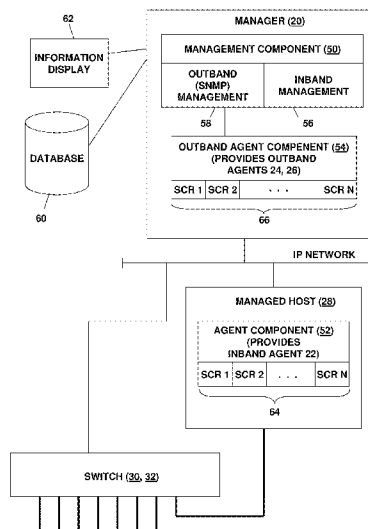 62
INFORMATION
DISPLAY
DATABASE
60
MANAGER (20)
MANAGEMENT COMPONENT (50)
OUTBAND
(SNMP)
MANAGEMENT
INBAND
MANAGEMENT
58
56
OUTBAND AGENT COMPONENT (54)
(PROVIDES OUTBAND
AGENTS 24, 26)
SCR 1 SCR 2 . . . SCR N
66
IP NETWORK
MANAGED HOST (28)
AGENT COMPONENT (52)
(PROVIDES
INBAND AGENT 22)
SCR 1 SCR 2 . . . SCR N
64
SWITCH (30, 32)